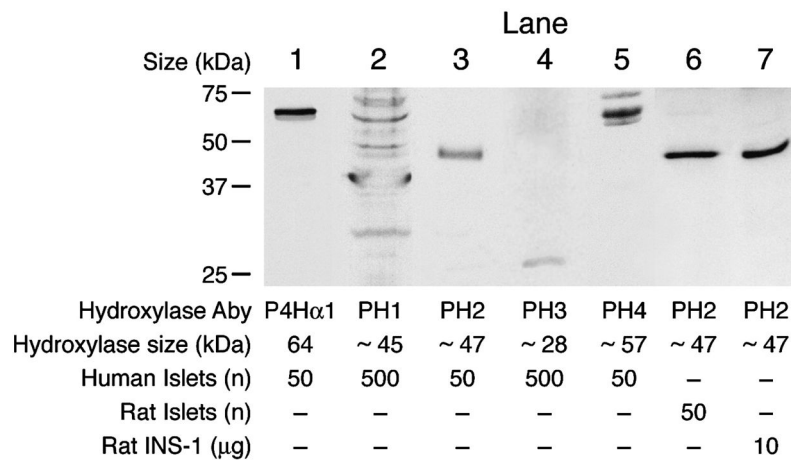 Lane
Size (kDa) 1 2 3 4 5 6 7
75
50
37
25
Hydroxylase Aby P4Hα1 PH1 PH2 PH3 PH4 PH2 PH2
Hydroxylase size (kDa) 64 ~ 45 ~ 47 ~ 28 ~ 57 ~ 47 ~ 47
Human Islets (n) 50 500 50 500 50 – –
Rat Islets (n) – – – – – 50 –
Rat INS-1 (µg) – – – – – – 10